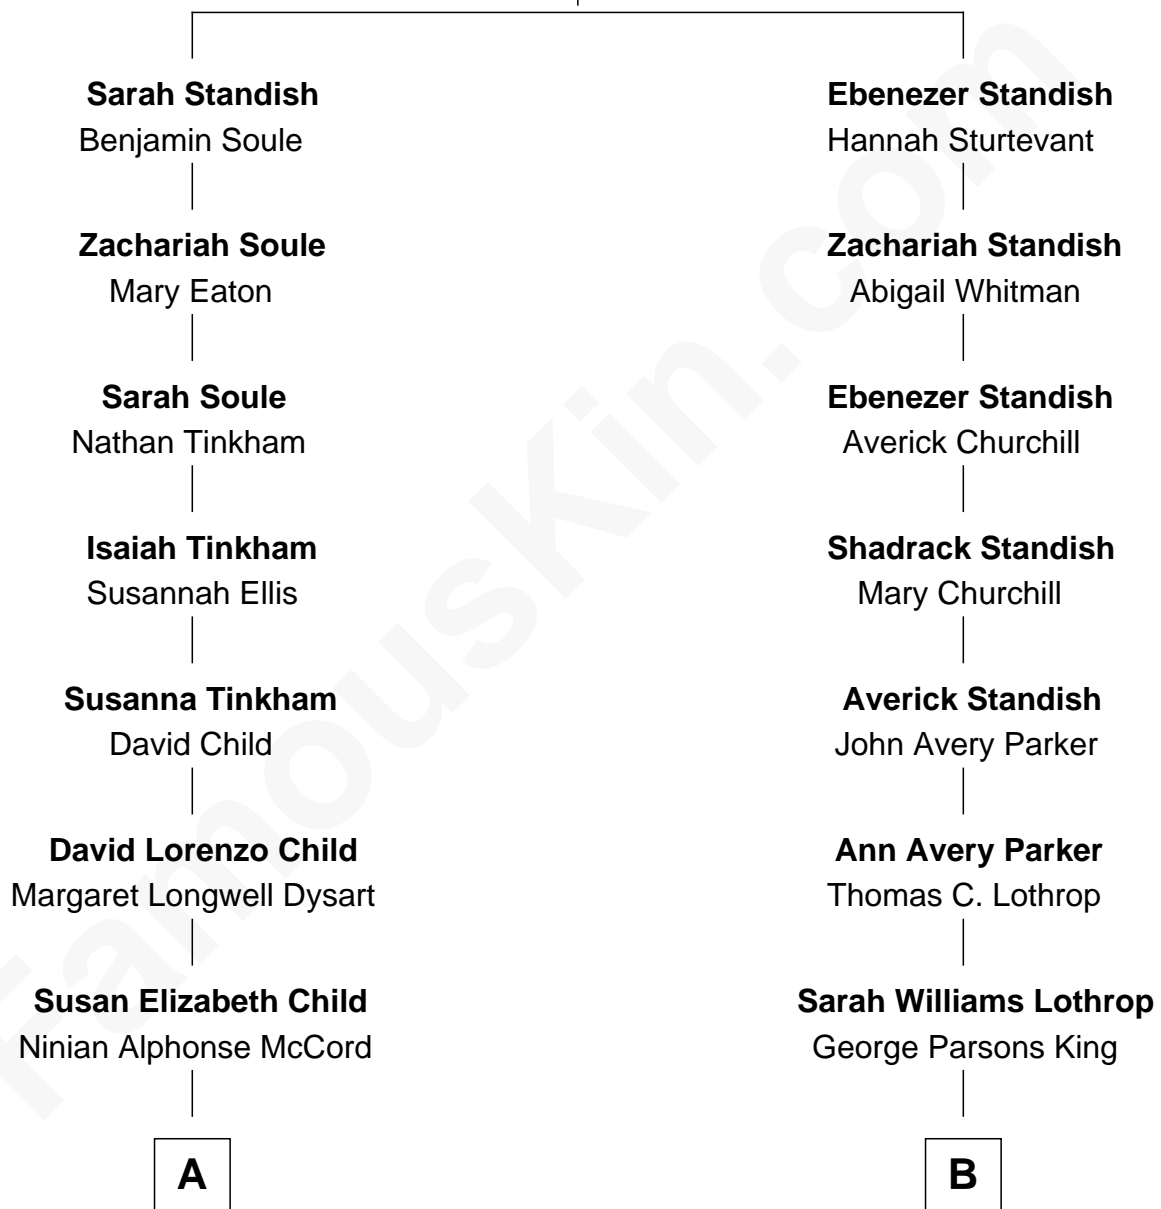 Sarah Standish
Benjamin Soule
Zachariah Soule
Mary Eaton
Sarah Soule
Nathan Tinkham
Isaiah Tinkham
Susannah Ellis
Susanna Tinkham
David Child
David Lorenzo Child
Margaret Longwell Dysart
Susan Elizabeth Child
Ninian Alphonse McCord
A
Ebenezer Standish
Hannah Sturtevant
Zachariah Standish
Abigail Whitman
Ebenezer Standish
Averick Churchill
Shadrack Standish
Mary Churchill
Averick Standish
John Avery Parker
Ann Avery Parker
Thomas C. Lothrop
Sarah Williams Lothrop
George Parsons King
B
FamousKin.com